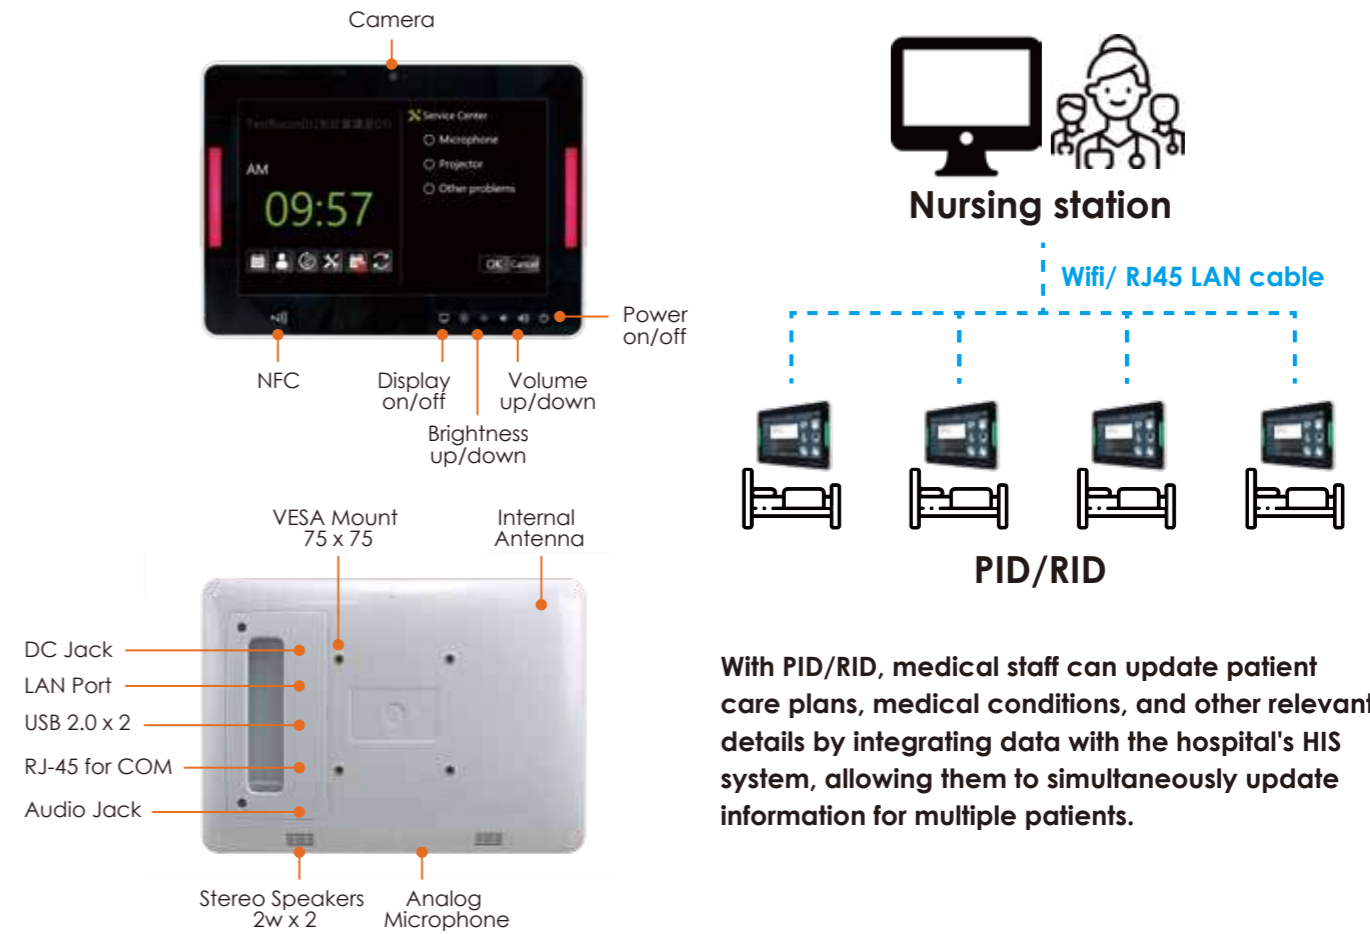 Camera
Service Center
Microphone
Projector
Other problems
AM
09:57
OK
Cancel
NFC
Display
on/off
Brightness
up/down
Volume
up/down
Power
on/off
VESA Mount
75 x 75
Internal
Antenna
DC Jack
LAN Port
USB 2.0 x 2
RJ-45 for COM
Audio Jack
Stereo Speakers
2w x 2
Analog
Microphone
Nursing station
Wifi/ RJ45 LAN cable
PID/RID
With PID/RID, medical staff can update patient
care plans, medical conditions, and other relevant
details by integrating data with the hospital's HIS
system, allowing them to simultaneously update
information for multiple patients.